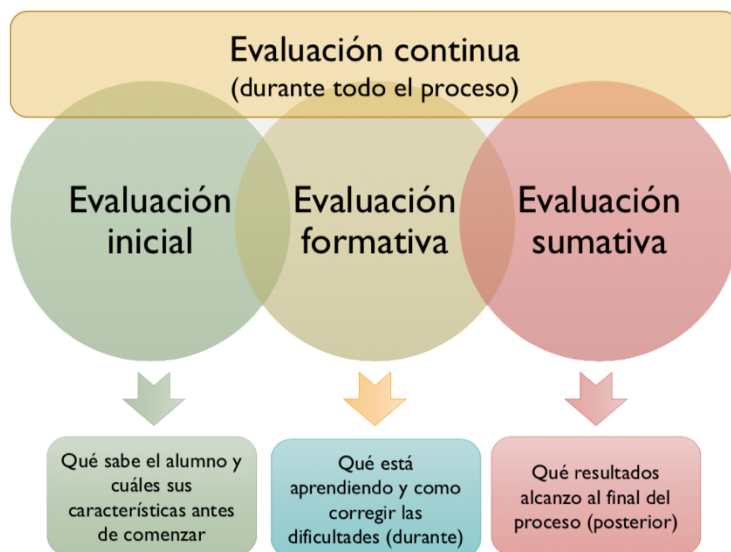 Evaluación continua
(durante todo el proceso)
Evaluación
inicial
Evaluación
formativa
Evaluación
sumativa
Qué sabe el alumno y
cuáles sus
características antes
de comenzar
Qué está
aprendiendo y como
corregir las
dificultades (durante)
Qué resultados
alcanzo al final del
proceso (posterior)